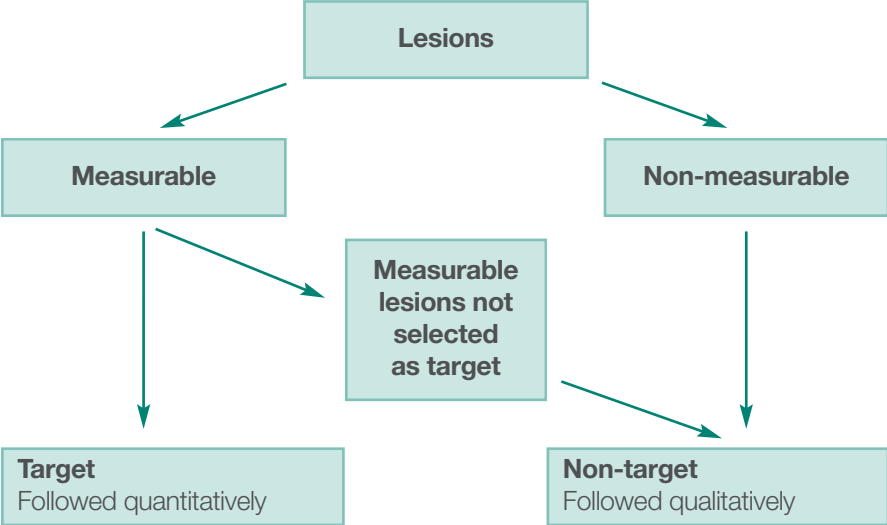 Lesions
Measurable
Non-measurable
Measurable
lesions not
selected
as target
Target
Followed quantitatively
Non-target
Followed qualitatively